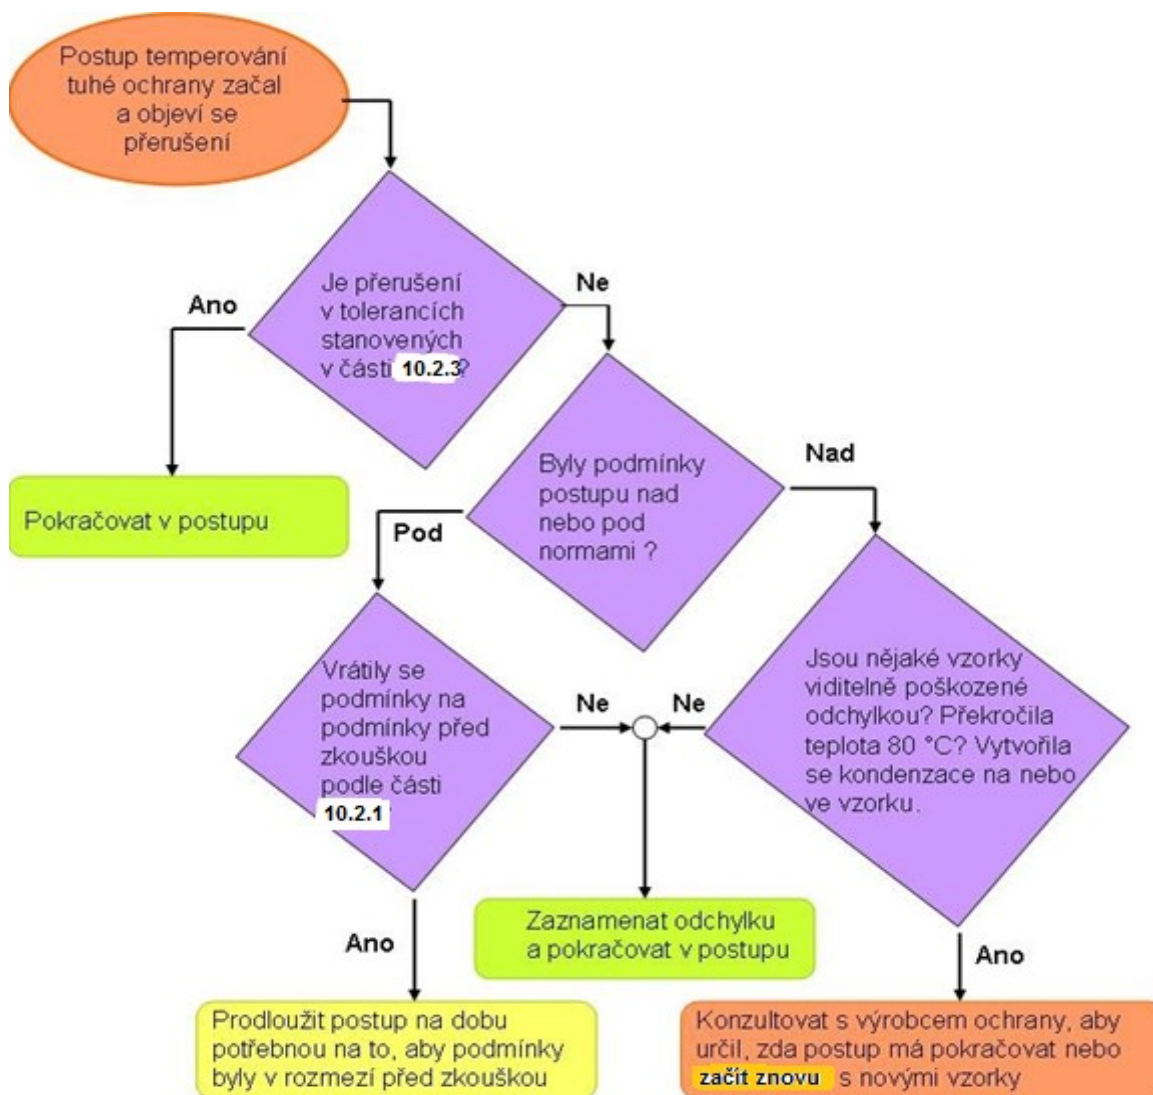 Postup temperování
tuhé ochrany začal
a objeví se
přerušení
Je přerušení
v tolerancích
stanovených
v části 10.2.3?
Ano
Ne
Pokračovat v postupu
Byly podmínky
postupu nad
nebo pod
normami ?
Pod
Nad
Vrátily se
podmínky na
podmínky před
zkouškou
podle části
10.2.1
Ne
Ne
Jsou nějaké vzorky
viditelně poškozené
odchylkou? Překročila
teplota 80 °C? Vytvořila
se kondenzace na nebo
ve vzorku.
Zaznamenat odchylku
a pokračovat v postupu
Ano
Ano
Prodloužit postup na dobu
potřebnou na to, aby podmínky
byly v rozmezí před zkouškou
Konzultovat s výrobcem ochrany, aby
určil, zda postup má pokračovat nebo
začít znovu s novými vzorky